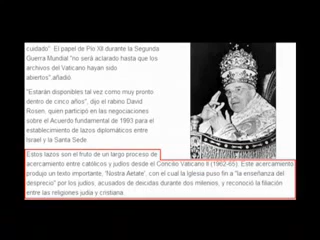 cuidado". El papel de Pío XII durante la Segunda
Guerra Mundial "no será aclarado hasta que los
archivos del Vaticano hayan sido
abiertos",añadió.
"Estarán disponibles tal vez como muy pronto
dentro de cinco años", dijo el rabino David
Rosen, quien participó en las negociaciones
sobre el Acuerdo fundamental de 1993 para el
establecimiento de lazos diplomáticos entre
Israel y la Santa Sede.
Estos lazos son el fruto de un largo proceso de
acercamiento entre católicos y judíos desde el Concilio Vaticano II (1962-65). Este acercamiento
produjo un texto importante, 'Nostra Aetate', con el cual la Iglesia puso fin a "la enseñanza del
desprecio" por los judíos, acusados de deicidas durante dos milenios, y reconoció la filiación
entre las religiones judía y cristiana.